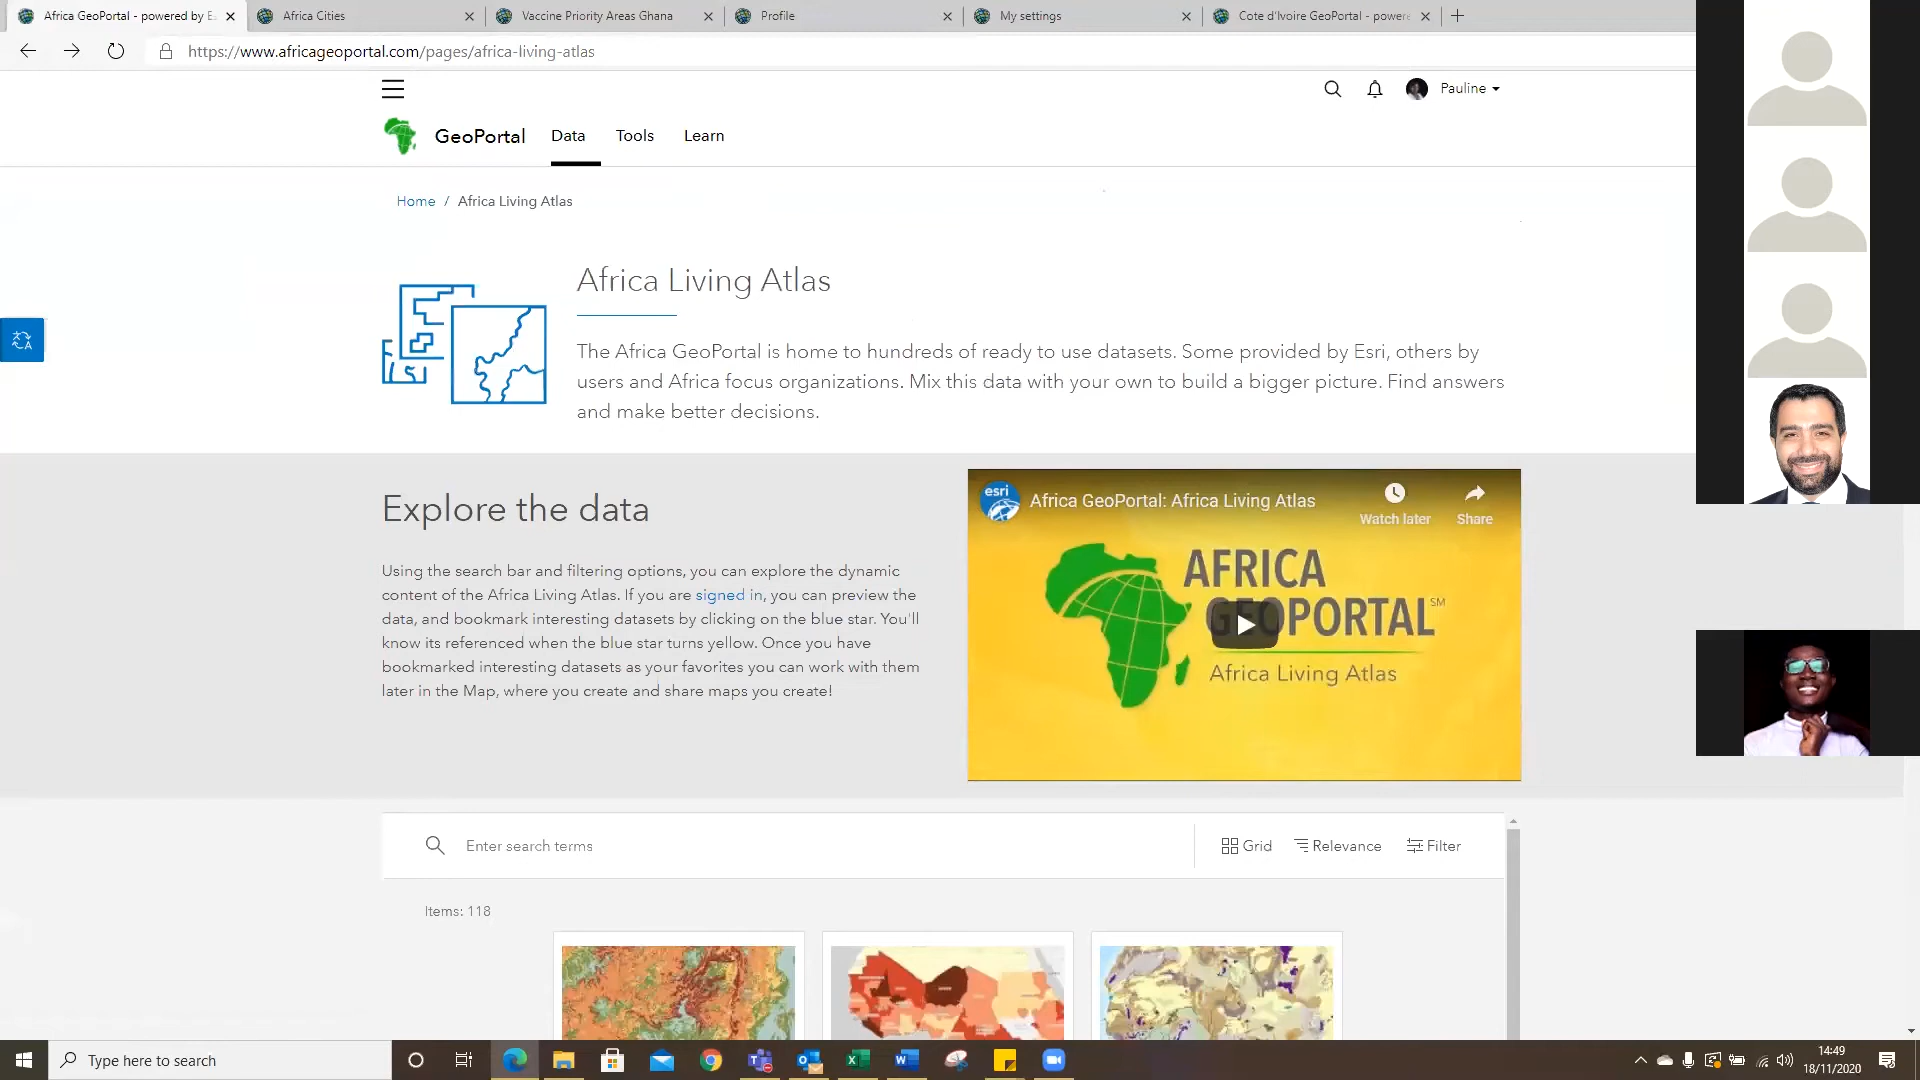 Africa GeoPortal - powered by Es
Africa Cities
Vaccine Priority Areas Ghana
Profile
My settings
Cote d'Ivoire GeoPortal - powere
https://www.africageoportal.com/pages/africa-living-atlas
Pauline
GeoPortal
Data
Tools
Learn
Home / Africa Living Atlas
Africa Living Atlas
The Africa GeoPortal is home to hundreds of ready to use datasets. Some provided by Esri, others by
users and Africa focus organizations. Mix this data with your own to build a bigger picture. Find answers
and make better decisions.
Explore the data
Using the search bar and filtering options, you can explore the dynamic
content of the Africa Living Atlas. If you are signed in, you can preview the
data, and bookmark interesting datasets by clicking on the blue star. You'll
know its referenced when the blue star turns yellow. Once you have
bookmarked interesting datasets as your favorites you can work with them
later in the Map, where you create and share maps you create!
esri
Africa GeoPortal: Africa Living Atlas
Watch later
Share
AFRICA
GEOPORTAL SM
Africa Living Atlas
Enter search terms
Grid
Relevance
Filter
Items: 118
Type here to search
14:49
18/11/2020